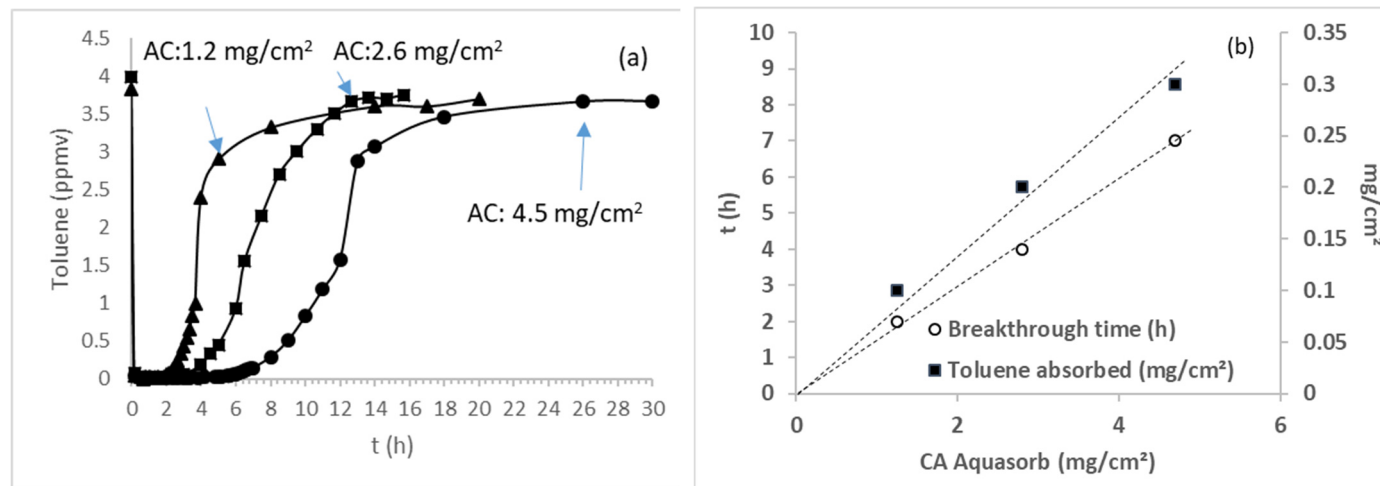 (a)
AC:1.2 mg/cm²
AC:2.6 mg/cm²
AC: 4.5 mg/cm²
Toluene (ppmv)
4.5
4
3.5
3
2.5
2
1.5
1
0.5
0
0 2 4 6 8 10 12 14 16 18 20 22 24 26 28 30
t (h)
(b)
t (h)
10
9
8
7
6
5
4
3
2
1
0
0.35
0.3
0.25
0.2
0.15
0.1
0.05
0
mg/cm²
Breakthrough time (h)
Toluene absorbed (mg/cm²)
0 2 4 6
CA Aquasorb (mg/cm²)